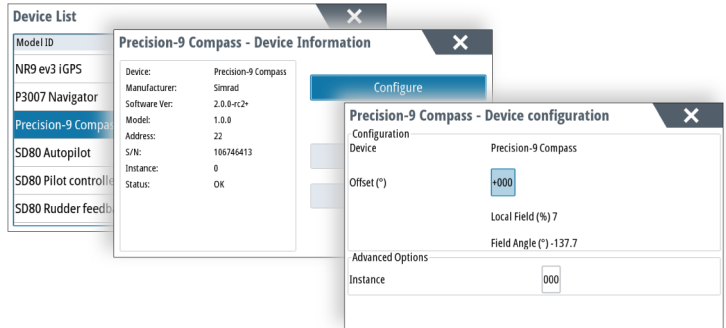 Device List
Model ID
NR9 ev3 iGPS
P3007 Navigator
Precision-9
SD80 Autopilot
SD80 Pilot
SD80 Rudder
Precision-9 Compass - Device Information
Device: Precision-9 Compass
Manufacturer: Simrad
Software Ver: 2.0.0-rc2+
Model: 1.0.0
Address: 22
S/N: 106746413
Instance: 0
Status: OK
Configure
Precision-9 Compass - Device configuration
Configuration
Device Precision-9 Compass
Offset (°) +000
Local Field (%) 7
Field Angle (°) -137.7
Advanced Options
Instance 000